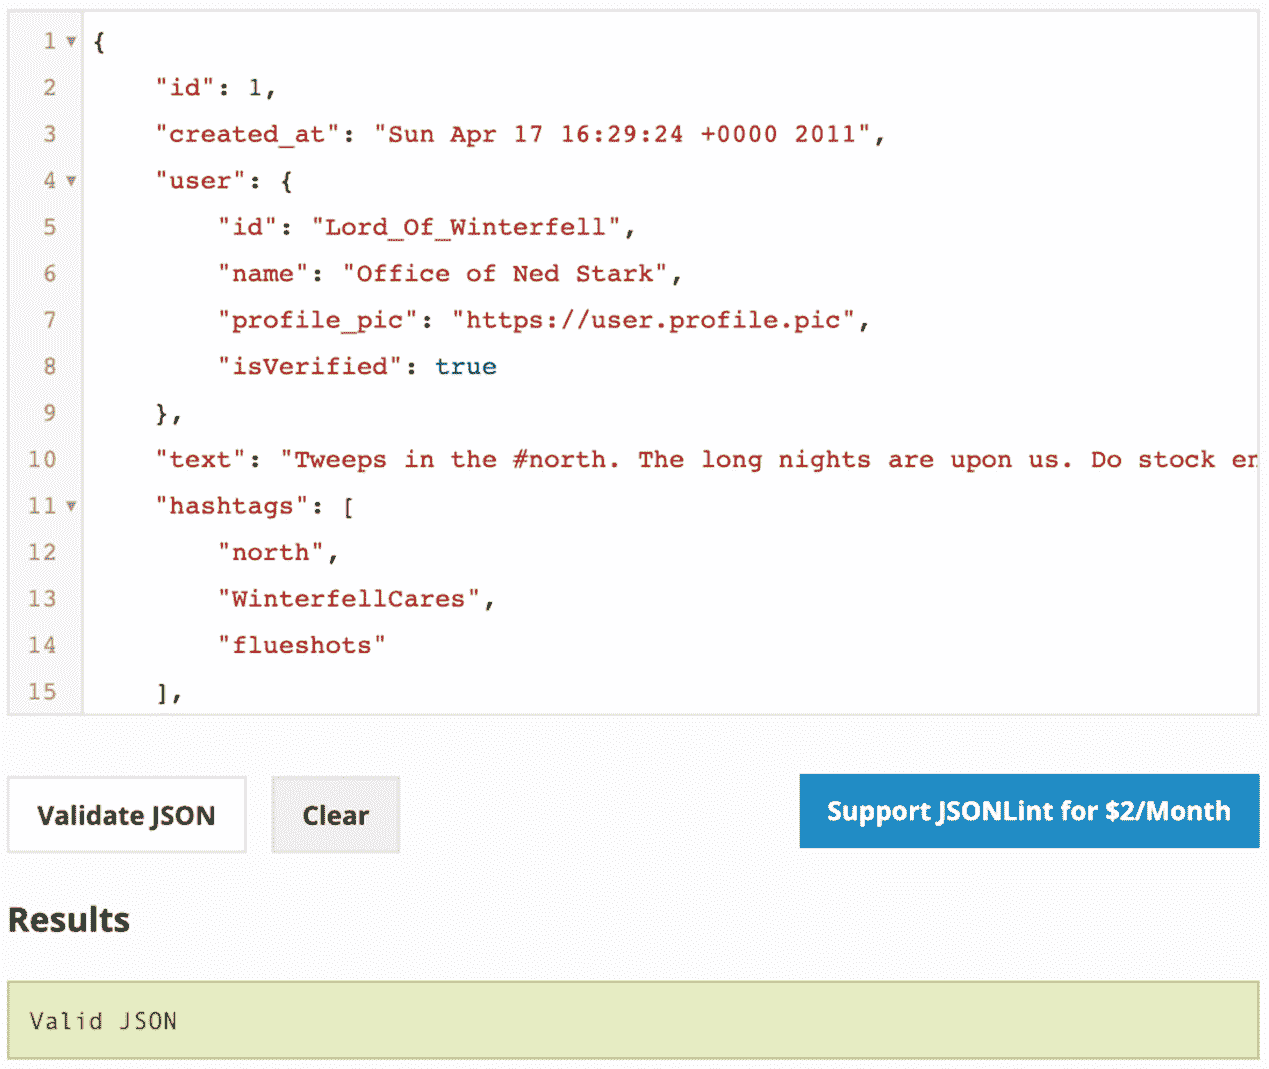 1 {
2 "id": 1,
3 "created_at": "Sun Apr 17 16:29:24 +0000 2011",
4 "user": {
5 "id": "Lord_Of_Winterfell",
6 "name": "Office of Ned Stark",
7 "profile_pic": "https://user.profile.pic",
8 "isVerified": true
9 },
10 "text": "Tweeps in the #north. The long nights are upon us. Do stock
11 "hashtags": [
12 "north",
13 "WinterfellCares",
14 "flueshots"
15 ],
Validate JSON
Clear
Support JSONLint for $2/Month
Results
Valid JSON